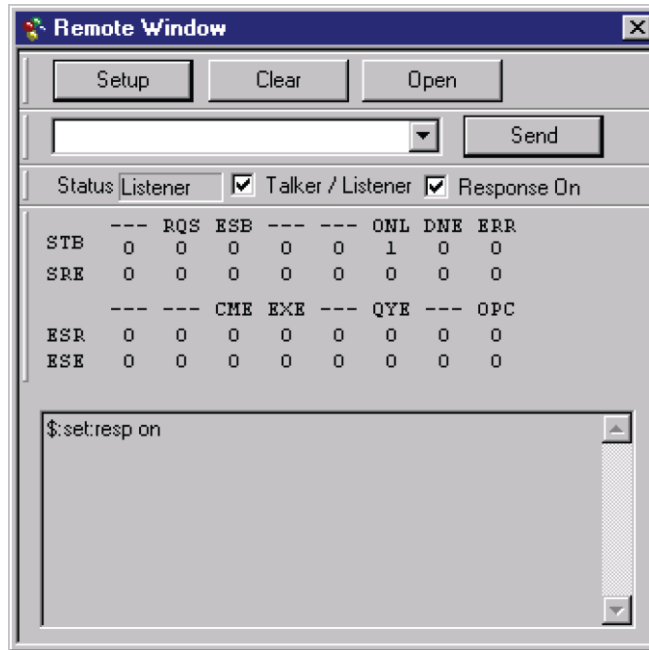 Remote Window
Setup Clear Open
Send
Status Listener Talker / Listener Response On
--- RQS ESB --- --- ONL DNE ERR
STB 0 0 0 0 0 1 0 0
SRE 0 0 0 0 0 0 0 0
--- --- CME EXE --- QYE --- OPC
ESR 0 0 0 0 0 0 0 0
ESE 0 0 0 0 0 0 0 0
$:set:resp on